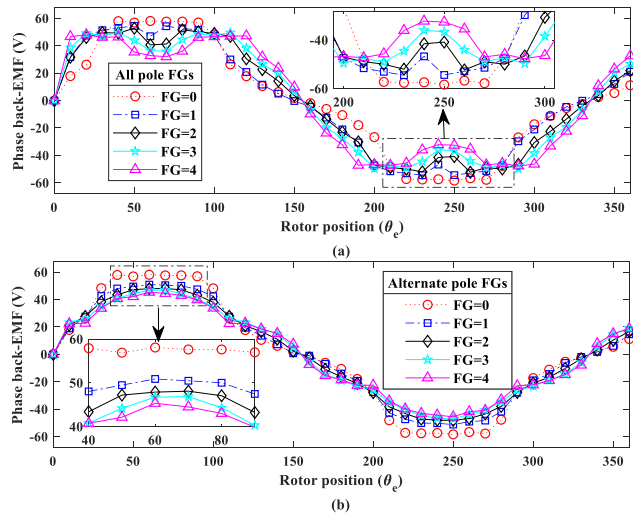 Phase back-EMF (V)
60
40
20
0
-20
-40
-60
All pole FGs
FG=0
FG=1
FG=2
FG=3
FG=4
-40
-60
200
250
300
0 50 100 150 200 250 300 350
Rotor position (θe)
(a)
Phase back-EMF (V)
60
40
20
0
-20
-40
-60
60
50
40
40 60 80
Alternate pole FGs
FG=0
FG=1
FG=2
FG=3
FG=4
0 50 100 150 200 250 300 350
Rotor position (θe)
(b)